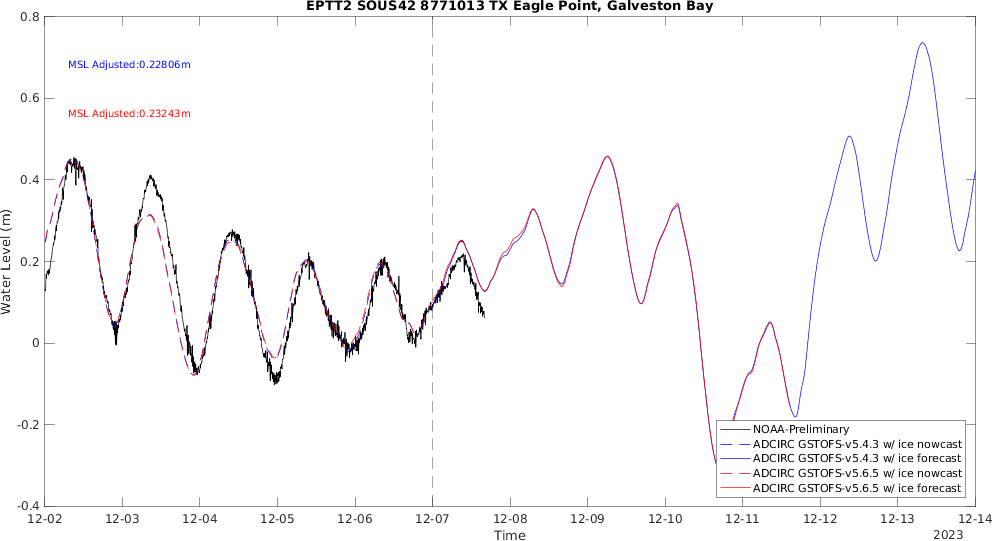 EPTT2 SOUS42 8771013 TX Eagle Point, Galveston Bay
MSL Adjusted:0.22806m
MSL Adjusted:0.23243m
Water Level (m)
0.8
0.6
0.4
0.2
0
-0.2
-0.4
NOAA-Preliminary
ADCIRC GSTOFS-v5.4.3 w/ ice nowcast
ADCIRC GSTOFS-v5.4.3 w/ ice forecast
ADCIRC GSTOFS-v5.6.5 w/ ice nowcast
ADCIRC GSTOFS-v5.6.5 w/ ice forecast
12-02 12-03 12-04 12-05 12-06 12-07 12-08 12-09 12-10 12-11 12-12 12-13 12-14
Time
2023